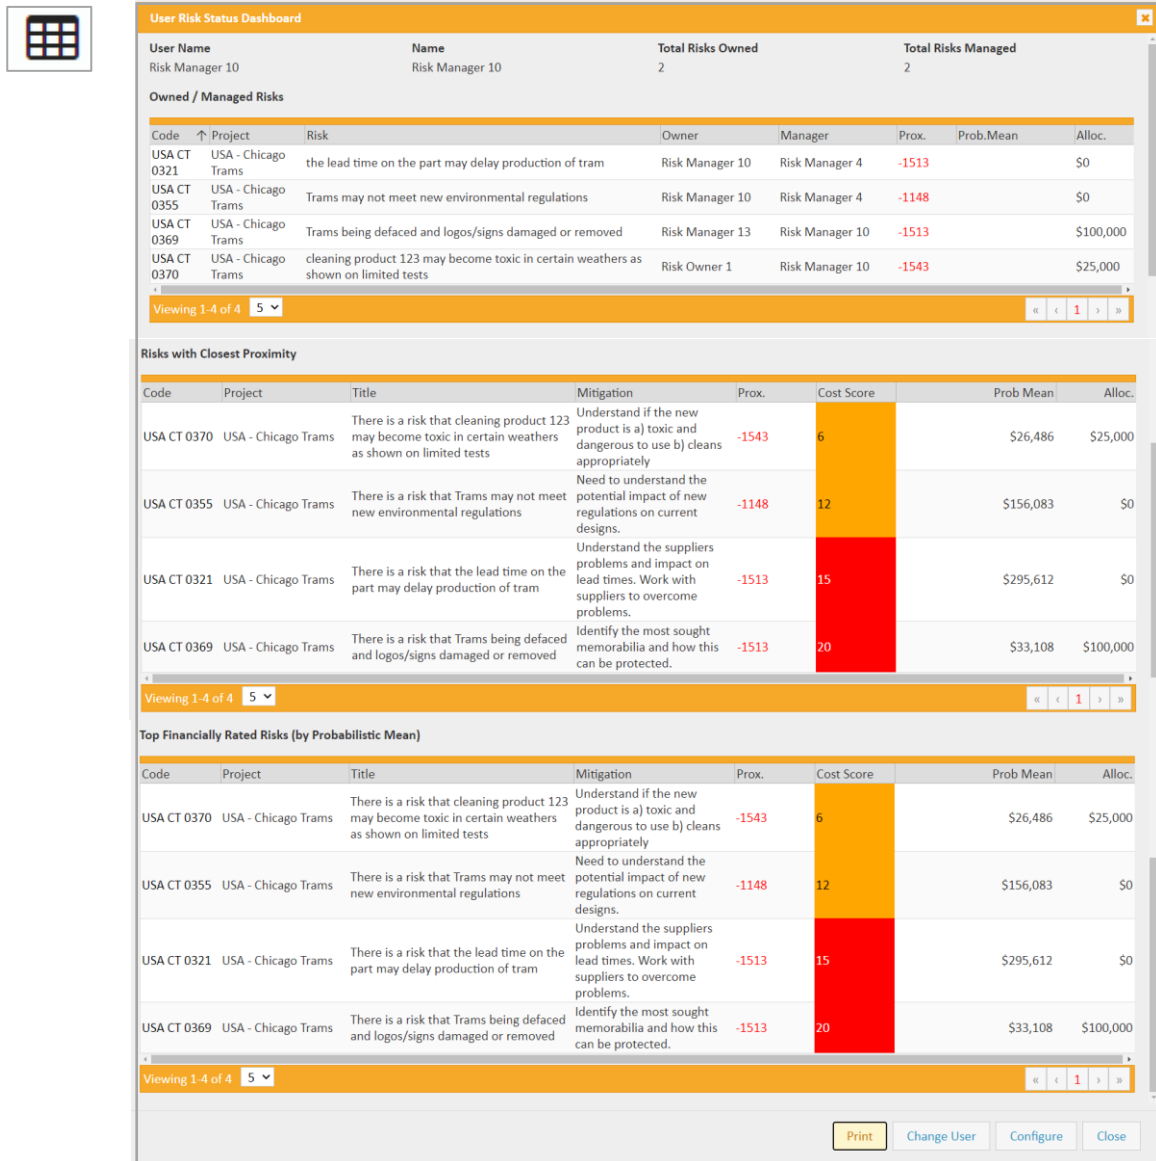 User Risk Status Dashboard
User Name Name Total Risks Owned Total Risks Managed
Risk Manager 10 Risk Manager 10 2 2
Owned / Managed Risks
Code ↑ Project Risk Owner Manager Prox. Prob.Mean Alloc.
USA CT USA - Chicago
0321 Trams the lead time on the part may delay production of tram Risk Manager 10 Risk Manager 4 -1513 $0
USA CT USA - Chicago
0355 Trams Trams may not meet new environmental regulations Risk Manager 10 Risk Manager 4 -1148 $0
USA CT USA - Chicago
0369 Trams Trams being defaced and logos/signs damaged or removed Risk Manager 13 Risk Manager 10 -1513 $100,000
USA CT USA - Chicago cleaning product 123 may become toxic in certain weathers as
0370 Trams shown on limited tests Risk Owner 1 Risk Manager 10 -1543 $25,000
Viewing 1-4 of 4 5 « ‹ 1 › »
Risks with Closest Proximity
Code Project Title Mitigation Prox. Cost Score Prob Mean Alloc.
Understand if the new
There is a risk that cleaning product 123 product is a) toxic and
USA CT 0370 USA - Chicago Trams may become toxic in certain weathers dangerous to use b) cleans -1543 6 $26,486 $25,000
as shown on limited tests appropriately
Need to understand the
There is a risk that Trams may not meet potential impact of new
USA CT 0355 USA - Chicago Trams new environmental regulations regulations on current -1148 12 $156,083 $0
designs.
Understand the suppliers
problems and impact on
USA CT 0321 USA - Chicago Trams There is a risk that the lead time on the lead times. Work with -1513 15 $295,612 $0
part may delay production of tram suppliers to overcome
problems.
Identify the most sought
USA CT 0369 USA - Chicago Trams There is a risk that Trams being defaced memorabilia and how this -1513 20 $33,108 $100,000
and logos/signs damaged or removed can be protected.
Viewing 1-4 of 4 5 « ‹ 1 › »
Top Financially Rated Risks (by Probabilistic Mean)
Code Project Title Mitigation Prox. Cost Score Prob Mean Alloc.
Understand if the new
There is a risk that cleaning product 123 product is a) toxic and
USA CT 0370 USA - Chicago Trams may become toxic in certain weathers dangerous to use b) cleans -1543 6 $26,486 $25,000
as shown on limited tests appropriately
Need to understand the
There is a risk that Trams may not meet potential impact of new
USA CT 0355 USA - Chicago Trams new environmental regulations regulations on current -1148 12 $156,083 $0
designs.
Understand the suppliers
problems and impact on
USA CT 0321 USA - Chicago Trams There is a risk that the lead time on the lead times. Work with -1513 15 $295,612 $0
part may delay production of tram suppliers to overcome
problems.
Identify the most sought
USA CT 0369 USA - Chicago Trams There is a risk that Trams being defaced memorabilia and how this -1513 20 $33,108 $100,000
and logos/signs damaged or removed can be protected.
Viewing 1-4 of 4 5 « ‹ 1 › »
Print Change User Configure Close